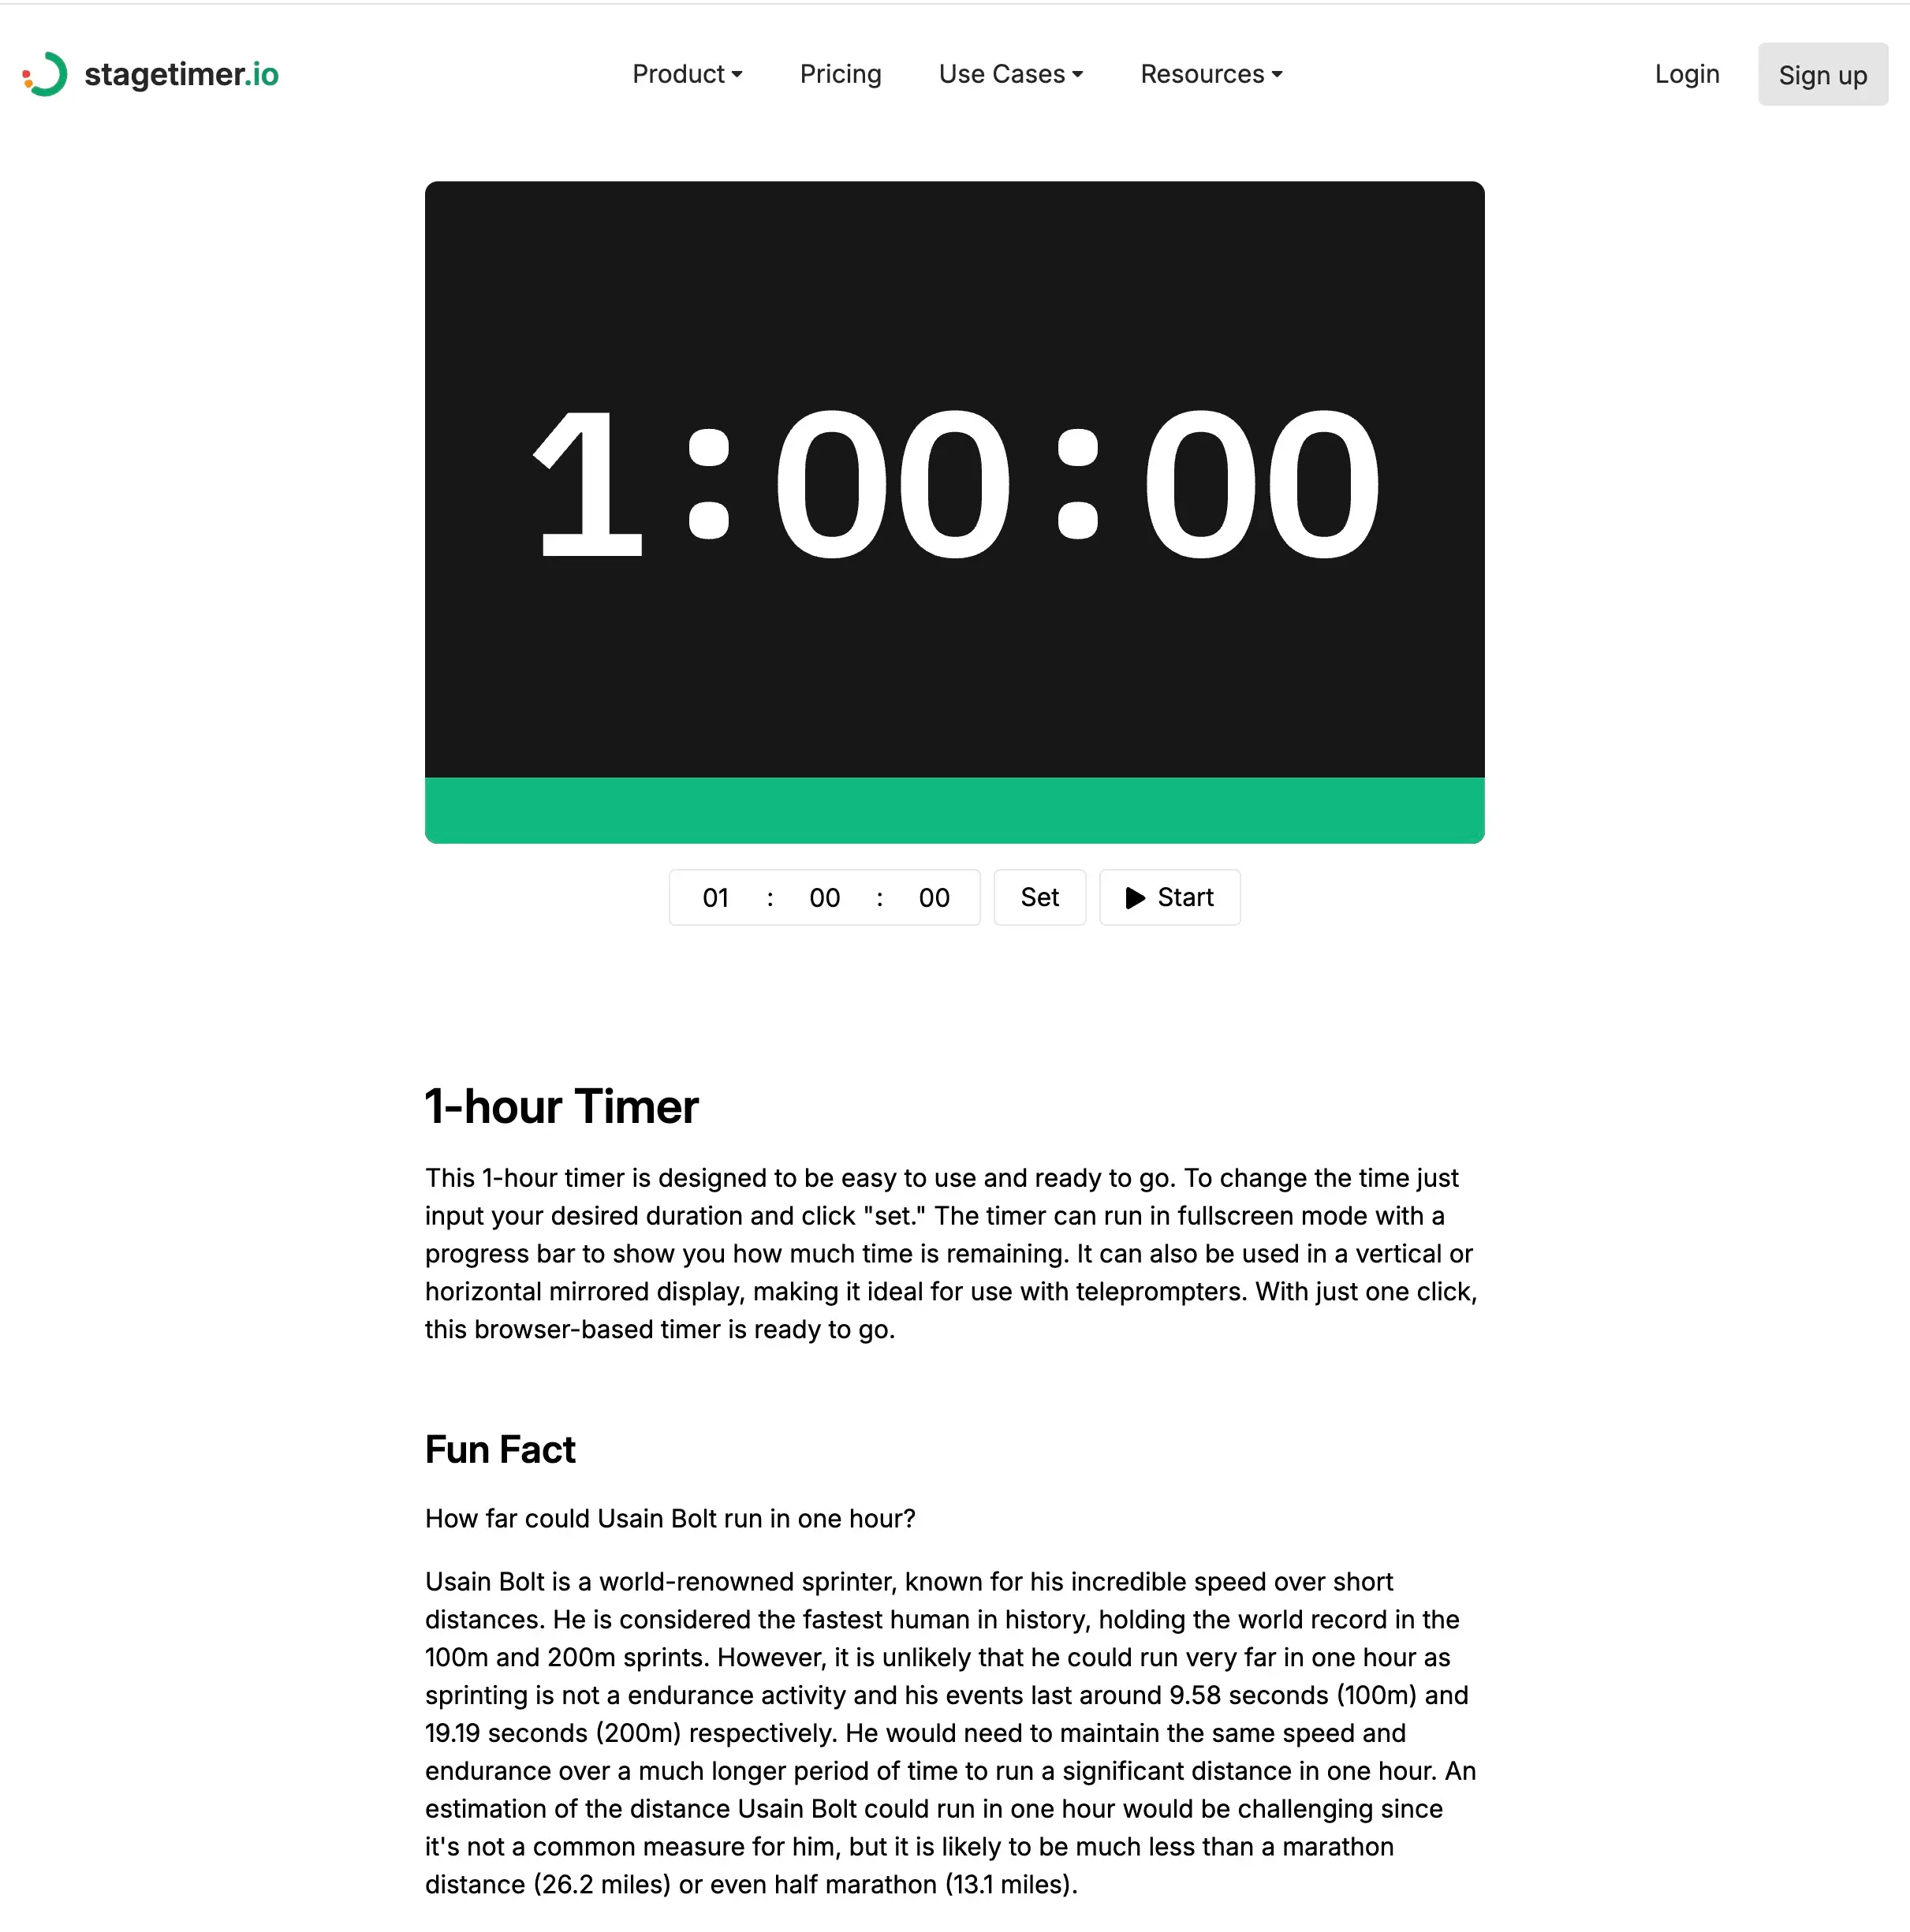 stagetimer.io
Product Pricing Use Cases Resources
Login Sign up
1:00:00
01 : 00 : 00 Set Start
1-hour Timer
This 1-hour timer is designed to be easy to use and ready to go. To change the time just
input your desired duration and click "set." The timer can run in fullscreen mode with a
progress bar to show you how much time is remaining. It can also be used in a vertical or
horizontal mirrored display, making it ideal for use with teleprompters. With just one click,
this browser-based timer is ready to go.
Fun Fact
How far could Usain Bolt run in one hour?
Usain Bolt is a world-renowned sprinter, known for his incredible speed over short
distances. He is considered the fastest human in history, holding the world record in the
100m and 200m sprints. However, it is unlikely that he could run very far in one hour as
sprinting is not a endurance activity and his events last around 9.58 seconds (100m) and
19.19 seconds (200m) respectively. He would need to maintain the same speed and
endurance over a much longer period of time to run a significant distance in one hour. An
estimation of the distance Usain Bolt could run in one hour would be challenging since
it's not a common measure for him, but it is likely to be much less than a marathon
distance (26.2 miles) or even half marathon (13.1 miles).